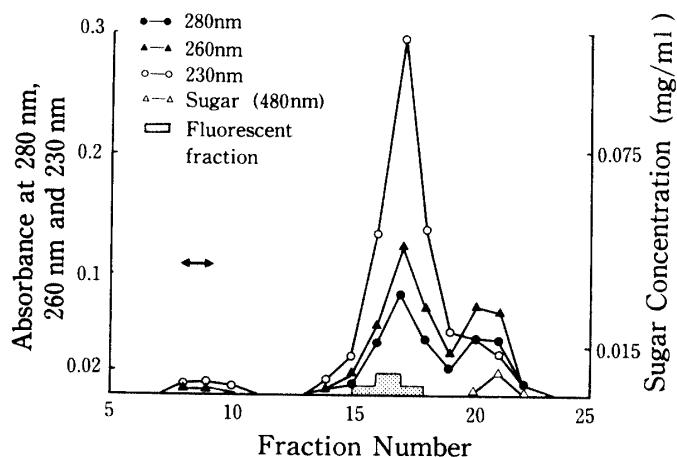 0.3
0.2
0.1
0.02
Absorbance at 280 nm,
260 nm and 230 nm
280nm
260nm
230nm
Sugar (480nm)
Fluorescent
fraction
0.075
0.015
Sugar Concentration (mg/ml)
5
10
15
20
25
Fraction Number